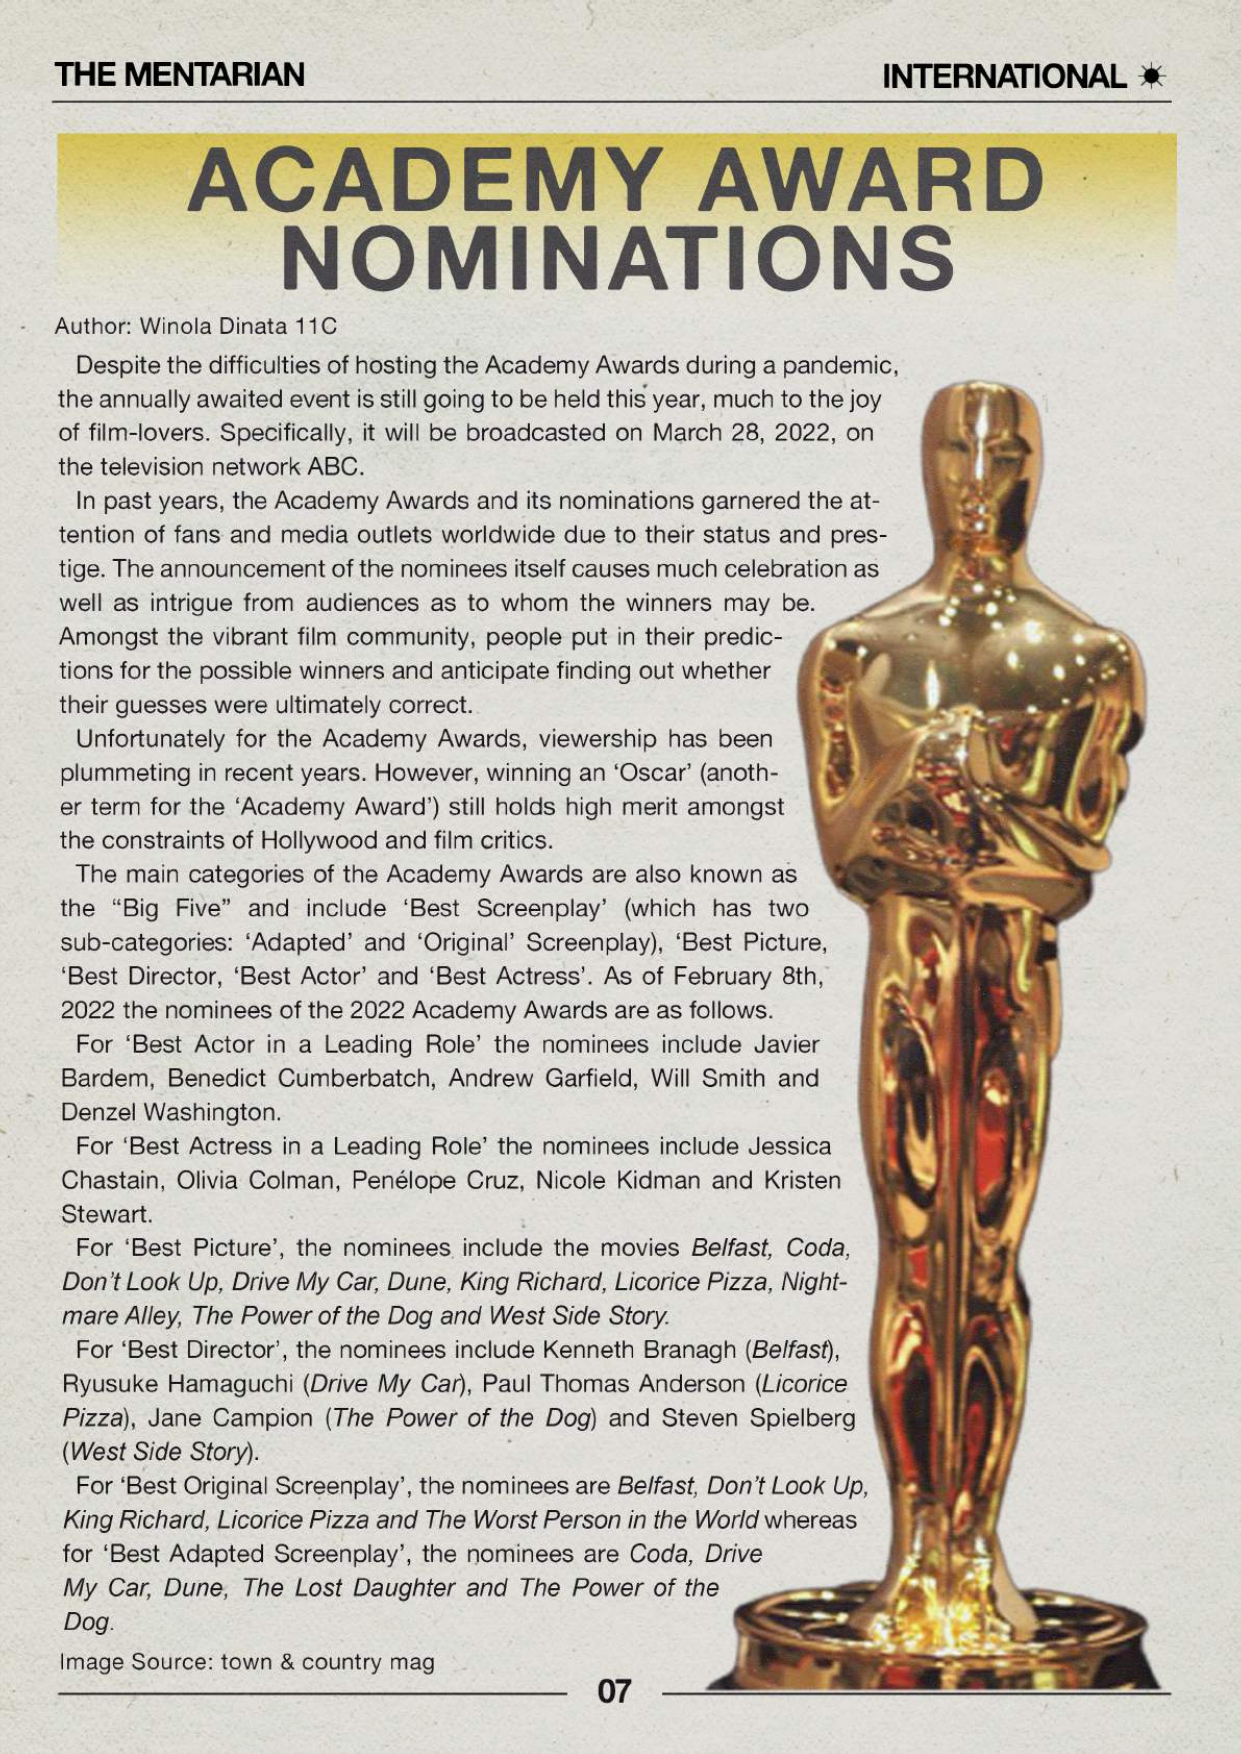 THE MENTARIAN
INTERNATIONAL
ACADEMY AWARD
NOMINATIONS
Author: Winola Dinata 11C
Despite the difficulties of hosting the Academy Awards during a pandemic,
the annually awaited event is still going to be held this year, much to the joy
of film-lovers. Specifically, it will be broadcasted on March 28, 2022, on
the television network ABC.
In past years, the Academy Awards and its nominations garnered the at-
tention of fans and media outlets worldwide due to their status and pres-
tige. The announcement of the nominees itself causes much celebration as
well as intrigue from audiences as to whom the winners may be.
Amongst the vibrant film community, people put in their predic-
tions for the possible winners and anticipate finding out whether
their guesses were ultimately correct.
Unfortunately for the Academy Awards, viewership has been
plummeting in recent years. However, winning an ‘Oscar’ (anoth-
er term for the ‘Academy Award’) still holds high merit amongst
the constraints of Hollywood and film critics.
The main categories of the Academy Awards are also known as
the “Big Five” and include ‘Best Screenplay’ (which has two
sub-categories: ‘Adapted’ and ‘Original’ Screenplay), ‘Best Picture,
‘Best Director, ‘Best Actor’ and ‘Best Actress’. As of February 8th,
2022 the nominees of the 2022 Academy Awards are as follows.
For ‘Best Actor in a Leading Role’ the nominees include Javier
Bardem, Benedict Cumberbatch, Andrew Garfield, Will Smith and
Denzel Washington.
For ‘Best Actress in a Leading Role’ the nominees include Jessica
Chastain, Olivia Colman, Penélope Cruz, Nicole Kidman and Kristen
Stewart.
For ‘Best Picture’, the nominees include the movies Belfast, Coda,
Don’t Look Up, Drive My Car, Dune, King Richard, Licorice Pizza, Night-
mare Alley, The Power of the Dog and West Side Story.
For ‘Best Director’, the nominees include Kenneth Branagh (Belfast),
Ryusuke Hamaguchi (Drive My Car), Paul Thomas Anderson (Licorice
Pizza), Jane Campion (The Power of the Dog) and Steven Spielberg
(West Side Story).
For ‘Best Original Screenplay’, the nominees are Belfast, Don’t Look Up,
King Richard, Licorice Pizza and The Worst Person in the World whereas
for ‘Best Adapted Screenplay’, the nominees are Coda, Drive
My Car, Dune, The Lost Daughter and The Power of the
Dog.
Image Source: town & country mag
07